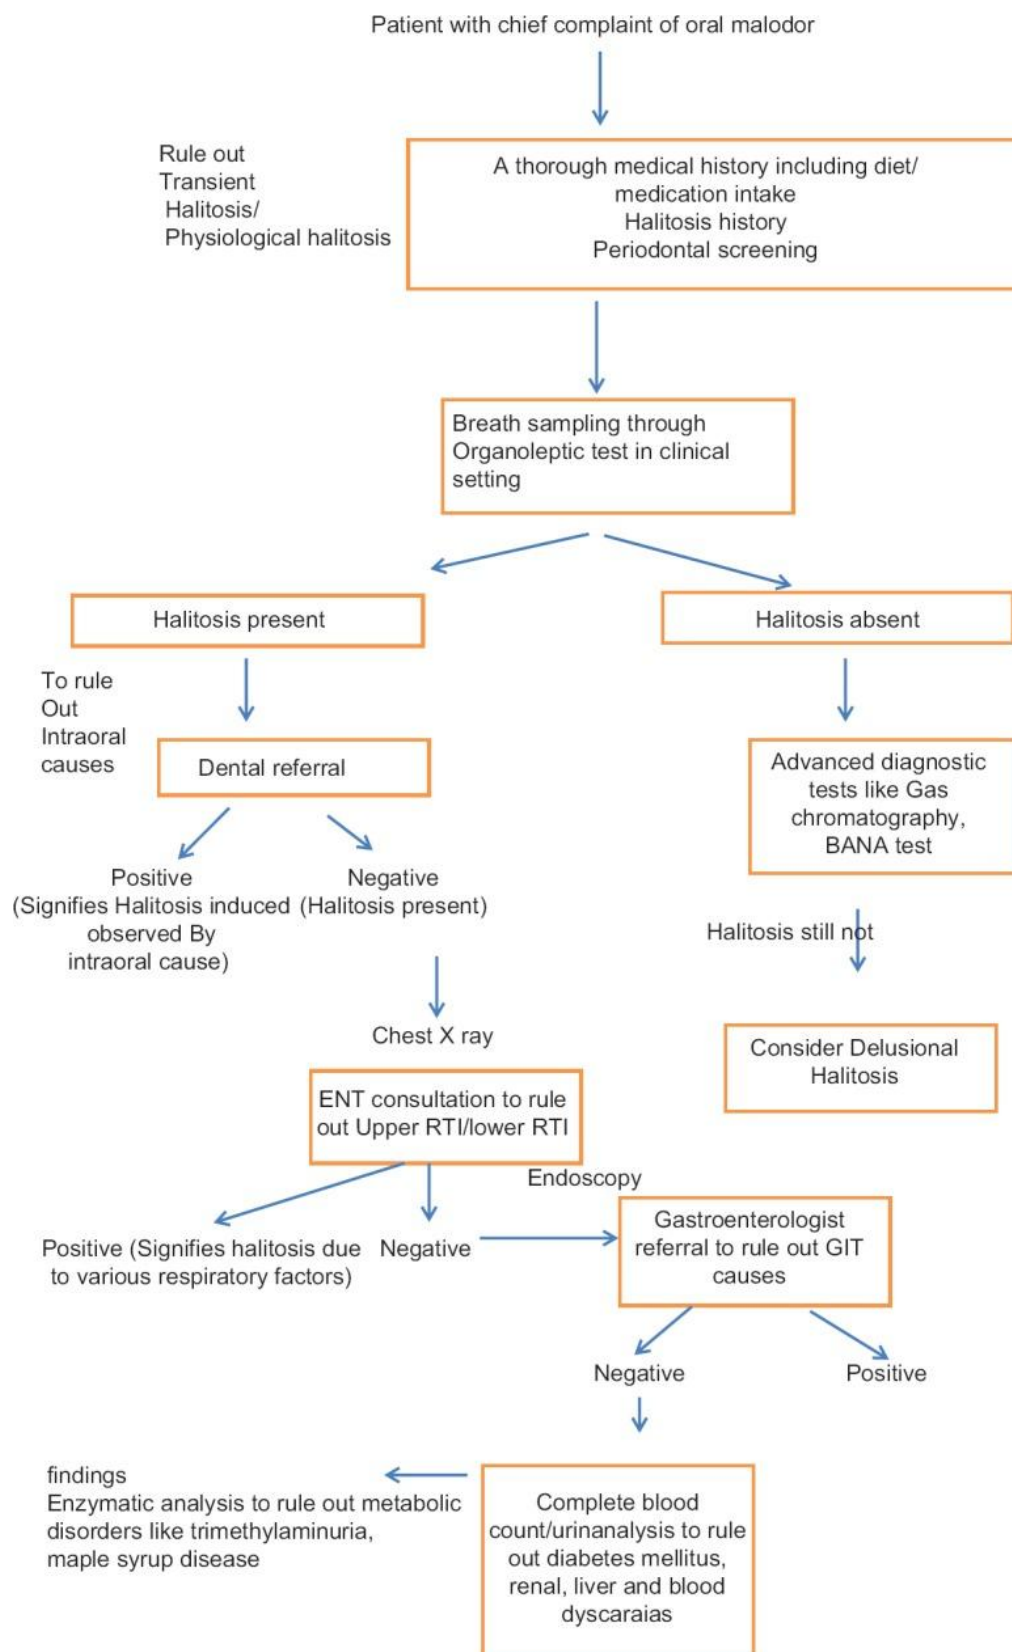 Patient with chief complaint of oral malodor
Rule out
Transient
Halitosis/
Physiological halitosis
A thorough medical history including diet/
medication intake
Halitosis history
Periodontal screening
Breath sampling through
Organoleptic test in clinical
setting
Halitosis present
Halitosis absent
To rule
Out
Intraoral
causes
Dental referral
Advanced diagnostic
tests like Gas
chromatography,
BANA test
Positive
(Signifies Halitosis induced
observed By
intraoral cause)
Negative
(Halitosis present)
Halitosis still not
Chest X ray
Consider Delusional
Halitosis
ENT consultation to rule
out Upper RTI/lower RTI
Endoscopy
Positive (Signifies halitosis due
to various respiratory factors)
Negative
Gastroenterologist
referral to rule out GIT
causes
Negative
Positive
findings
Enzymatic analysis to rule out metabolic
disorders like trimethylaminuria,
maple syrup disease
Complete blood
count/urinanalysis to rule
out diabetes mellitus,
renal, liver and blood
dyscaraias